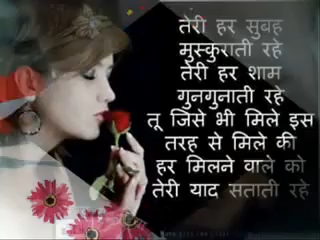 तेरी हर सुबह
मुस्कुराती रहे
तेरी हर शाम
गुनगुनाती रहे
तू जिसे भी मिले इस
तरह से मिले की
हर मिलने वाले को
तेरी याद सताती रहे